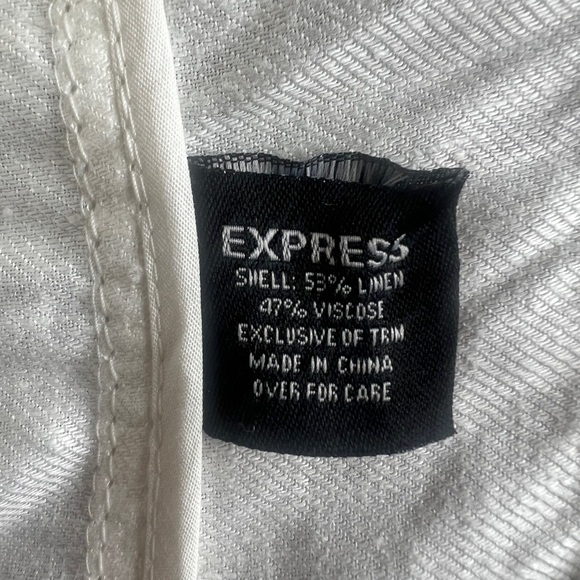 EXPRESS
SHELL: 53% LINEN
47% VISCOSE
EXCLUSIVE OF TRIM
MADE IN CHINA
OVER FOR CARE